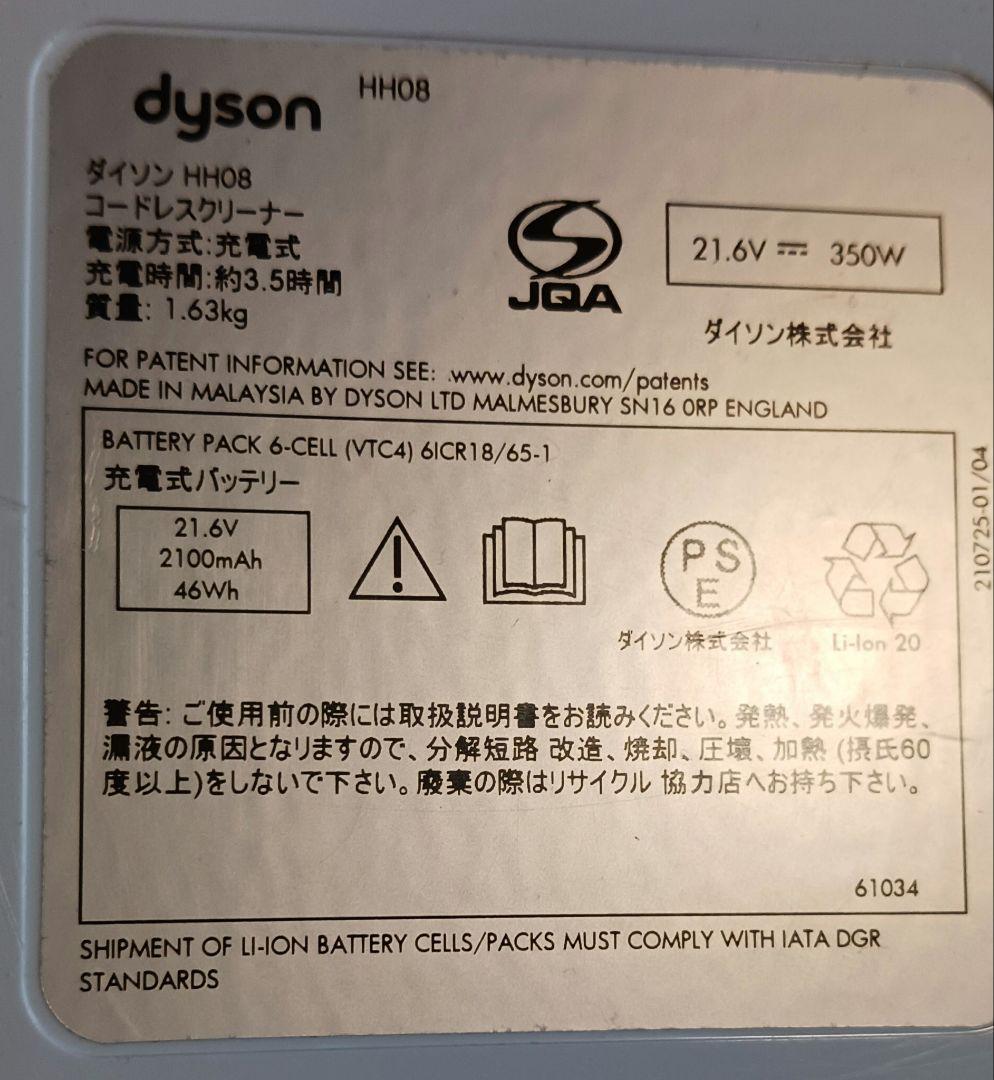 dyson HH08
ダイソン HH08
コードレスクリーナー
電源方式:充電式
充電時間:約3.5時間
質量: 1.63kg
JQA
21.6V ⎓ 350W
ダイソン株式会社
FOR PATENT INFORMATION SEE: .www.dyson.com/patents
MADE IN MALAYSIA BY DYSON LTD MALMESBURY SN16 0RP ENGLAND
BATTERY PACK 6-CELL (VTC4) 6ICR18/65-1
充電式バッテリー
21.6V
2100mAh
46Wh
PS
E
ダイソン株式会社
Li-Ion 20
警告: ご使用前の際には取扱説明書をお読みください。発熱、発火爆発、
漏液の原因となりますので、分解短路 改造、焼却、圧壊、加熱 (摂氏60
度以上)をしないで下さい。廃棄の際はリサイクル 協力店へお持ち下さい。
61034
SHIPMENT OF LI-ION BATTERY CELLS/PACKS MUST COMPLY WITH IATA DGR
STANDARDS
210725-01/04